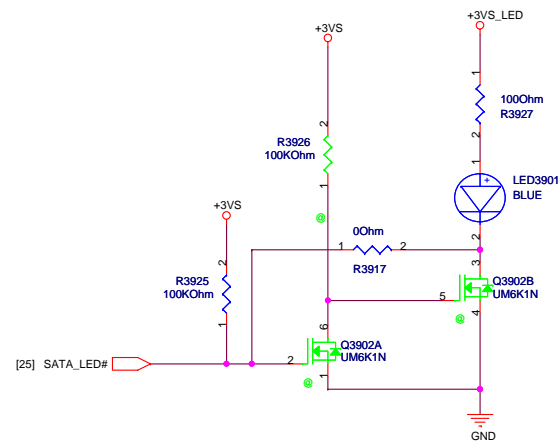 +3VS_LED
+3VS
1
100Ohm
R3927
2
2
R3926
100KOhm
1
1
LED3901
BLUE
+
2
@
+3VS
0Ohm
1
2
R3917
2
R3925
100KOhm
1
3
Q3902B
UM6K1N
5
4
@
6
Q3902A
UM6K1N
[25] SATA_LED#
2
1
@
GND